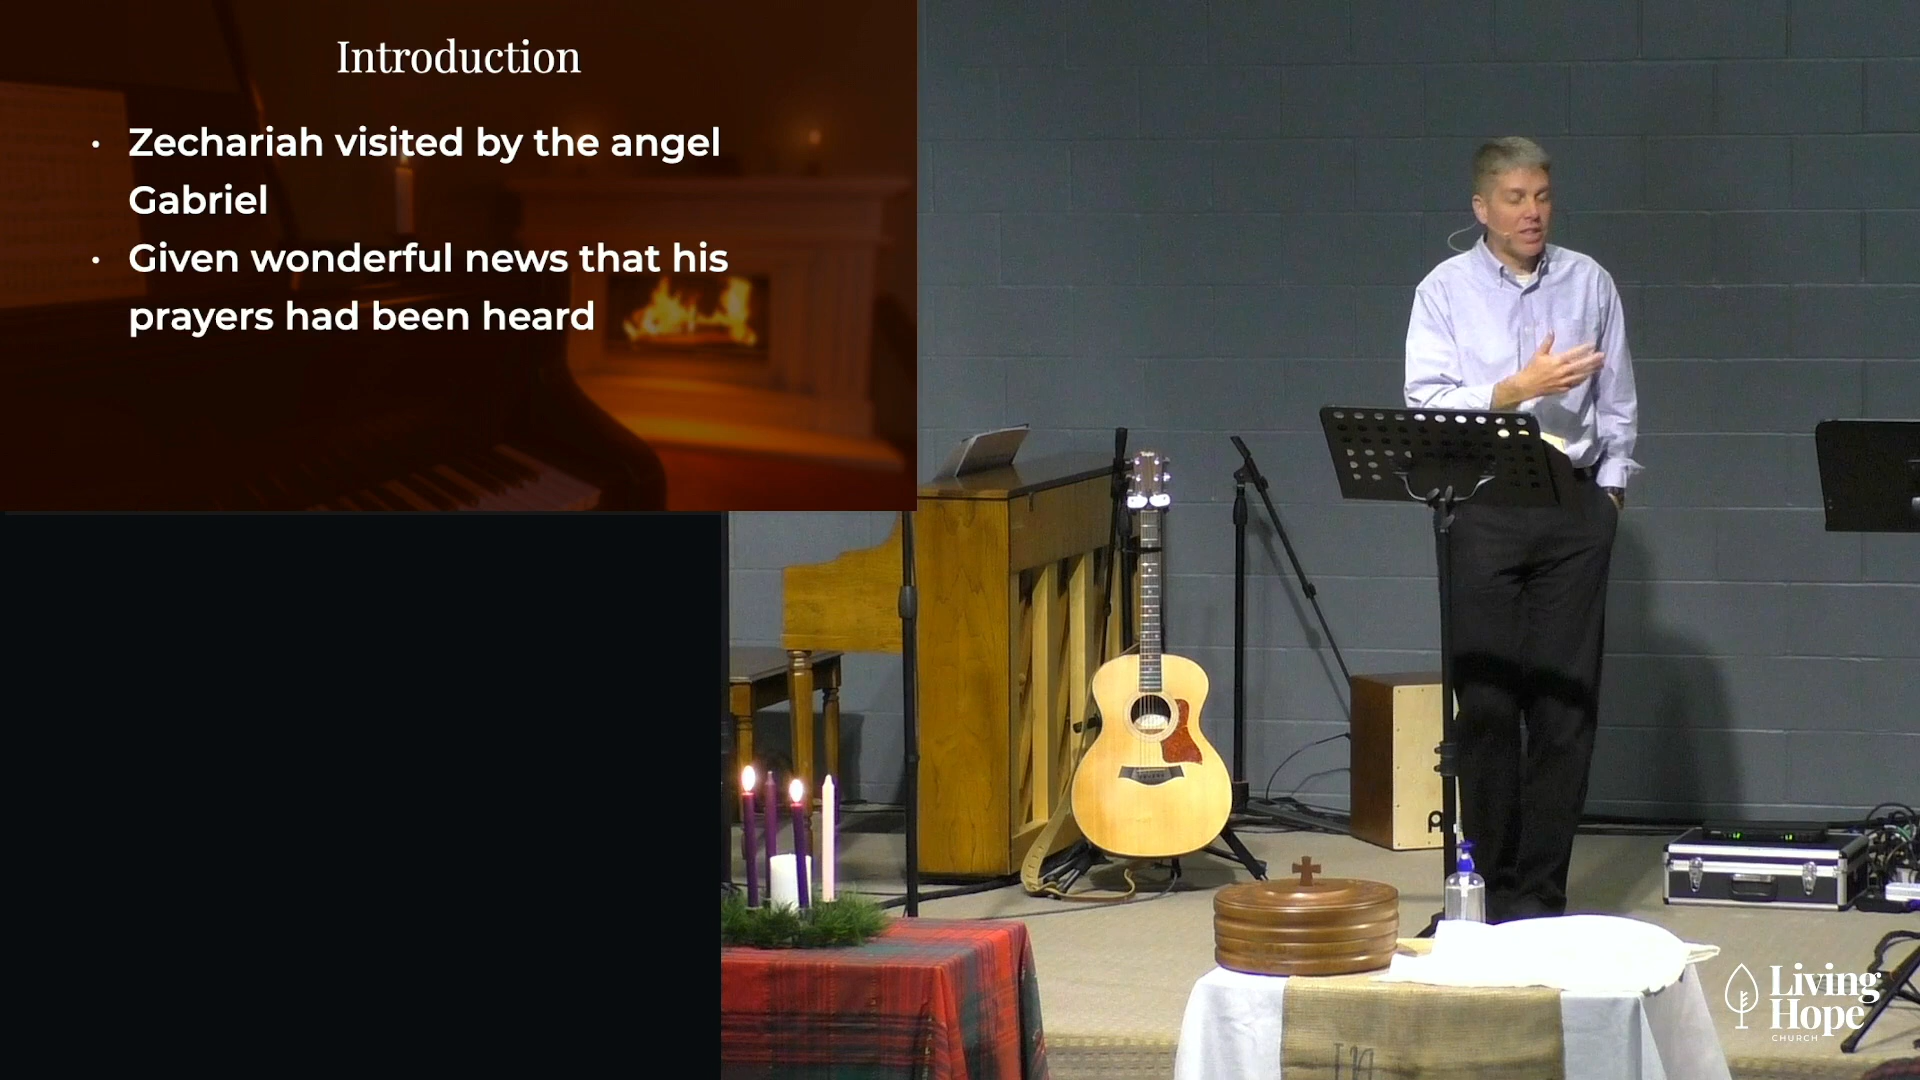 Introduction
• Zechariah visited by the angel
Gabriel
• Given wonderful news that his
prayers had been heard
Living
Hope
CHURCH